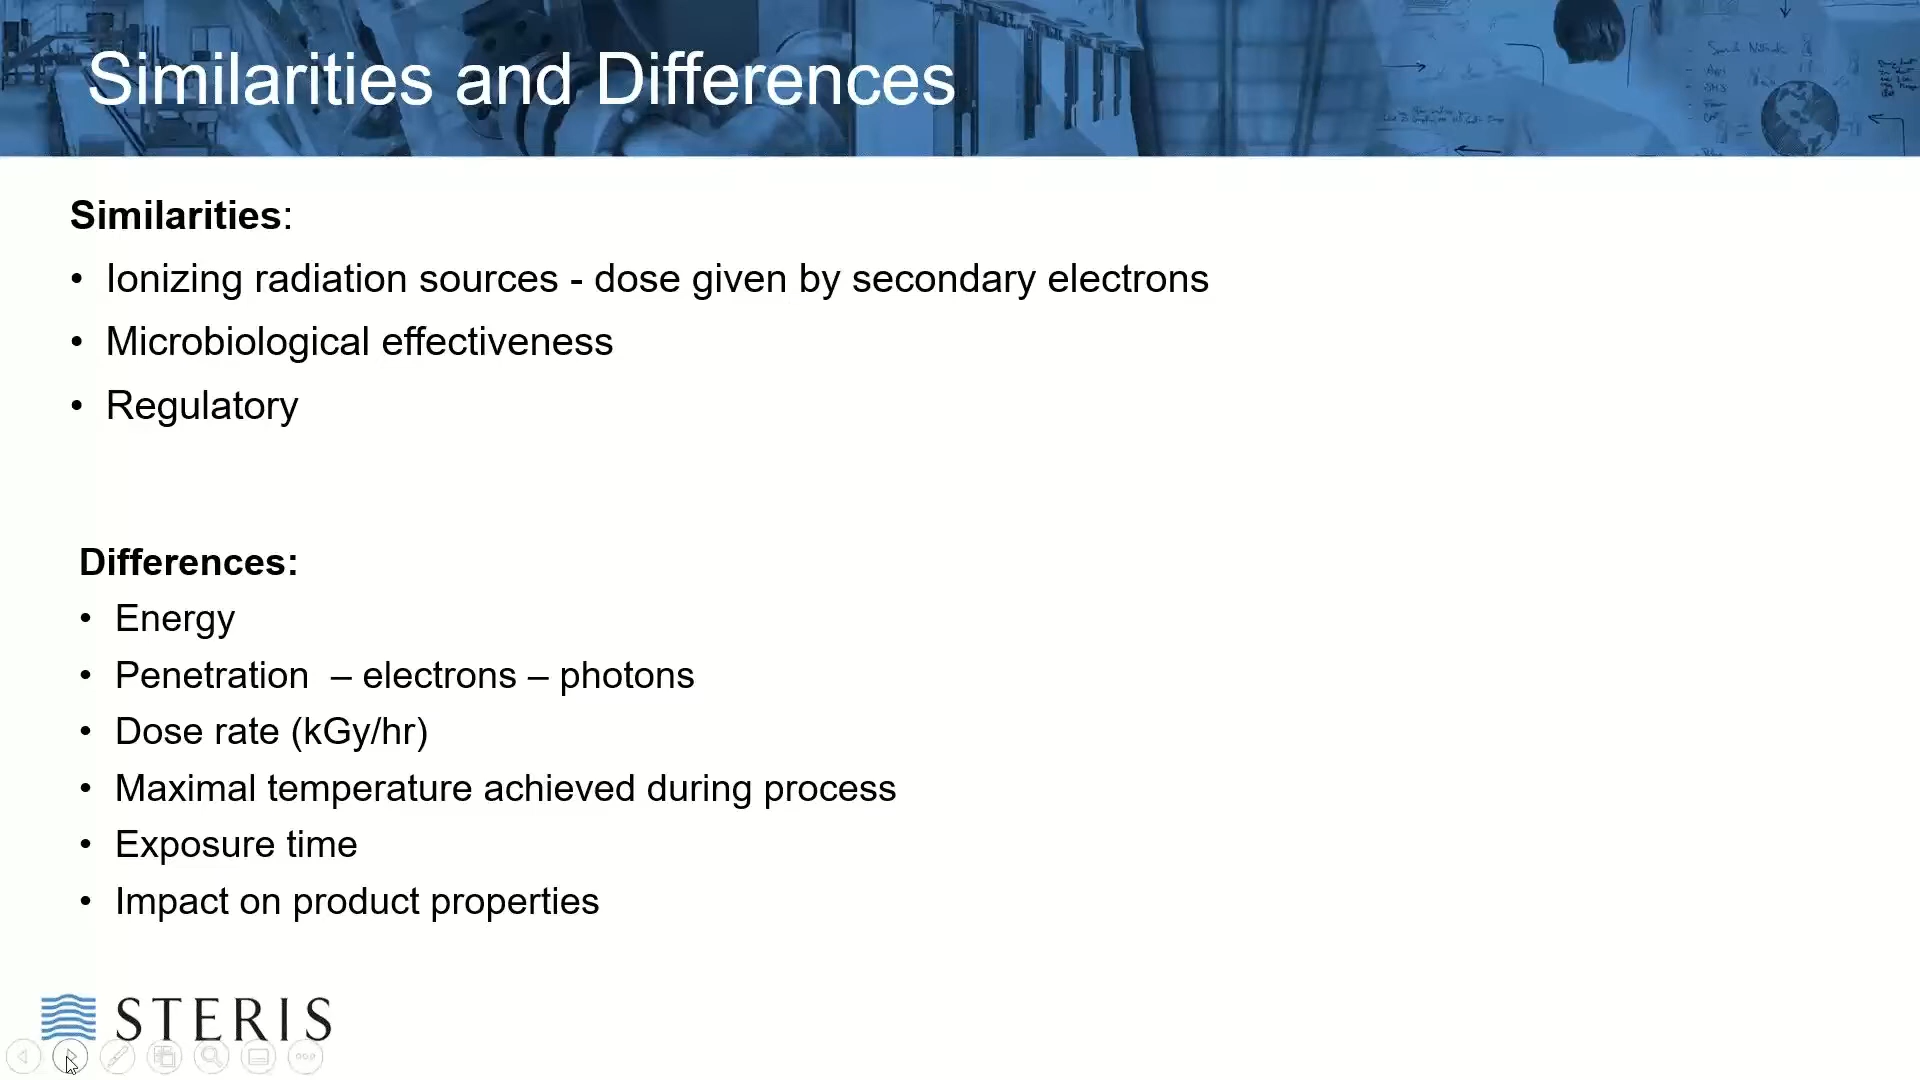 Similarities and Differences
Similarities:
• Ionizing radiation sources - dose given by secondary electrons
• Microbiological effectiveness
• Regulatory
Differences:
• Energy
• Penetration  – electrons – photons
• Dose rate (kGy/hr)
• Maximal temperature achieved during process
• Exposure time
• Impact on product properties
STERIS